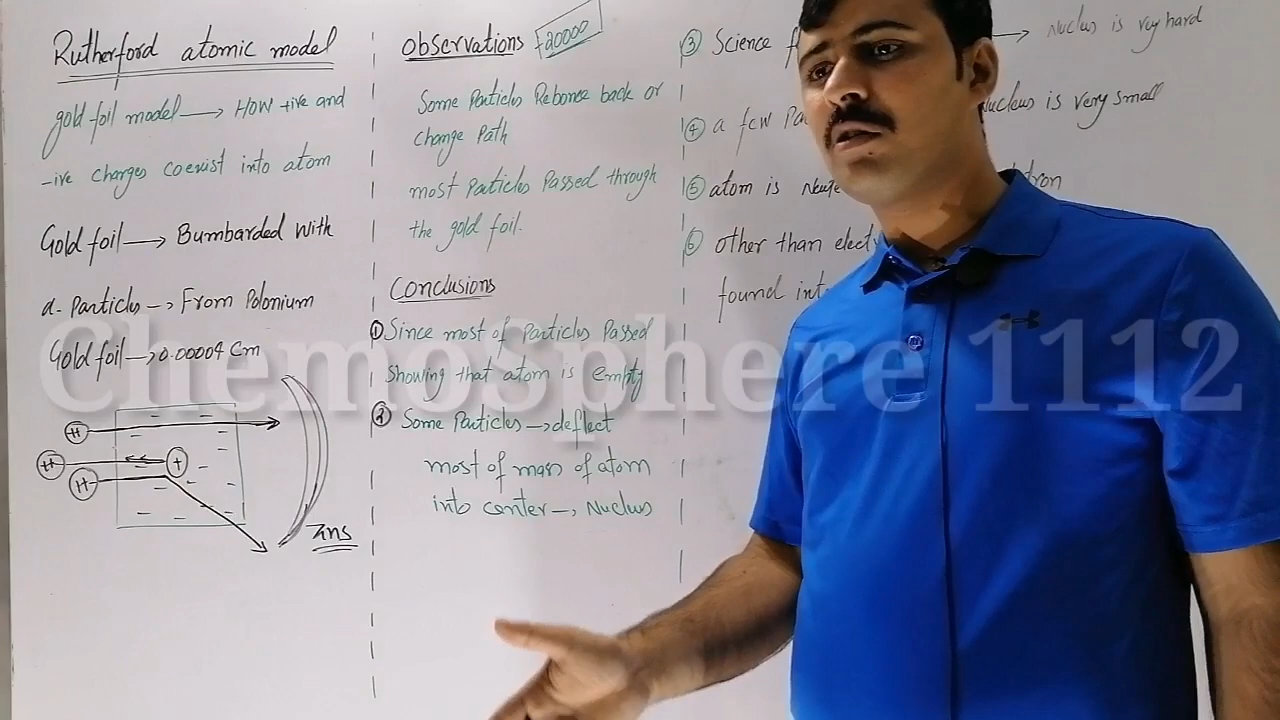 Rutherford atomic model
gold foil model → How +ive and
-ive charges coexist into atom
Gold foil → Bumbarded with
α-Particles → From Polonium
Gold foil → 0.00004 Cm
H
H
H
+
Zns
Observations ±20000
Some Particles Rebonce back or
change Path
most Particles Passed through
the gold foil.
Conclusions
① Since most of Particles Passed
Showing that atom is empty
② Some Particles → deflect
most of mass of atom
into center → Nucleus
③ Science → Nucleus is very hard
④ a few Pa Nucleus is very small
⑤ atom is tron
⑥ other than elect
found int
ChemoSphere 1112